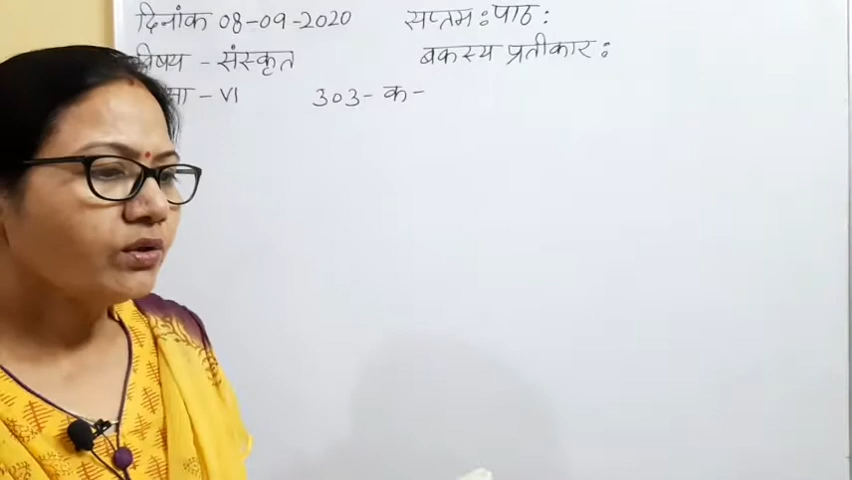 दिनांक 08-09-2020 सप्तम: पाठ:
विषय - संस्कृत बकस्य प्रतीकार:
- VI 303- क-